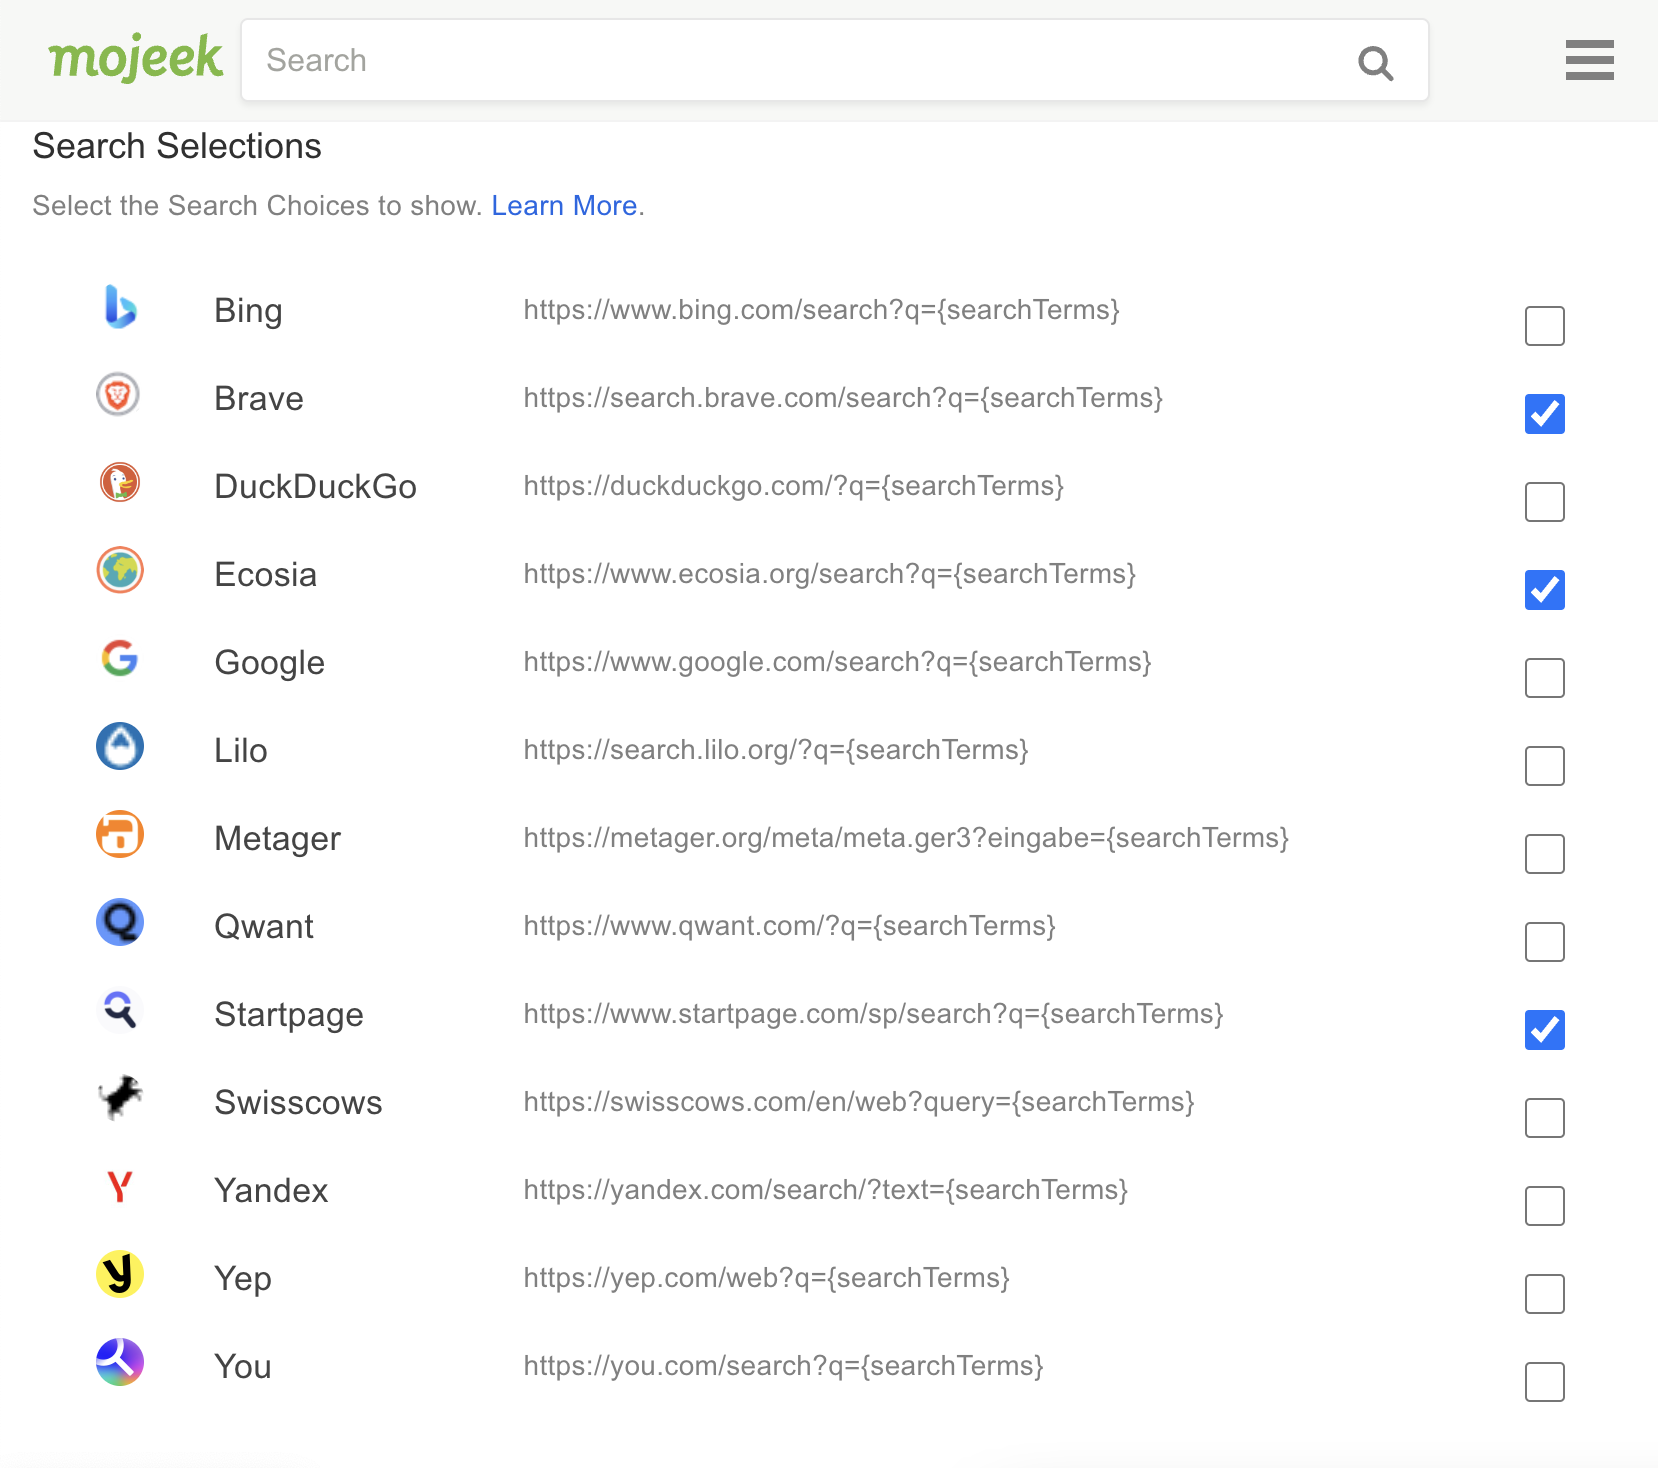 mojeek Search
Search Selections
Select the Search Choices to show. Learn More.
Bing https://www.bing.com/search?q={searchTerms}
Brave https://search.brave.com/search?q={searchTerms}
DuckDuckGo https://duckduckgo.com/?q={searchTerms}
Ecosia https://www.ecosia.org/search?q={searchTerms}
Google https://www.google.com/search?q={searchTerms}
Lilo https://search.lilo.org/?q={searchTerms}
Metager https://metager.org/meta/meta.ger3?eingabe={searchTerms}
Qwant https://www.qwant.com/?q={searchTerms}
Startpage https://www.startpage.com/sp/search?q={searchTerms}
Swisscows https://swisscows.com/en/web?query={searchTerms}
Yandex https://yandex.com/search/?text={searchTerms}
Yep https://yep.com/web?q={searchTerms}
You https://you.com/search?q={searchTerms}